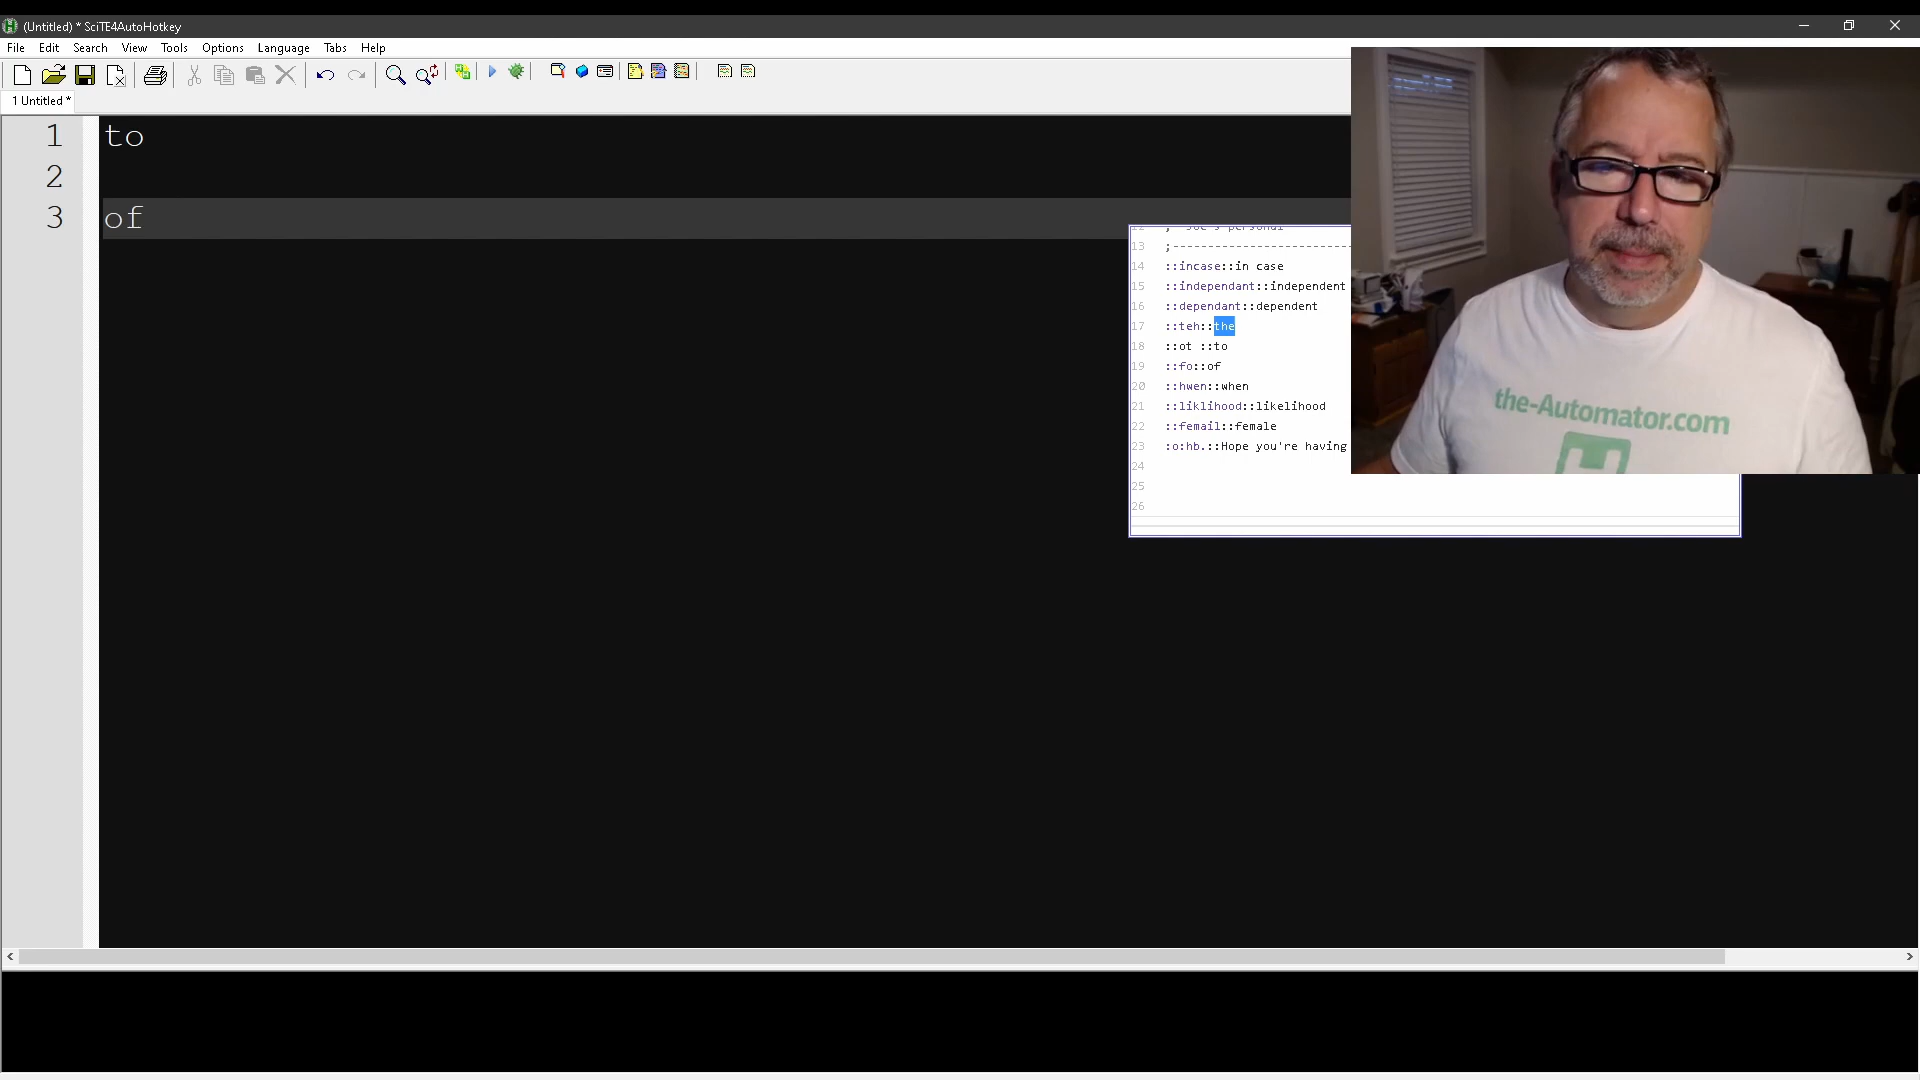 (Untitled) * SciTE4AutoHotkey
File Edit Search View Tools Options Language Tabs Help
1 Untitled *
1 to
2
3 of
12 ; Joe's personal
13 ;--------------------------
14 ::incase::in case
15 ::independant::independent
16 ::dependant::dependent
17 ::teh::the
18 ::ot ::to
19 ::fo::of
20 ::hwen::when
21 ::liklihood::likelihood
22 ::femail::female
23 :o:hb.::Hope you're having
24
25
26
the-Automator.com